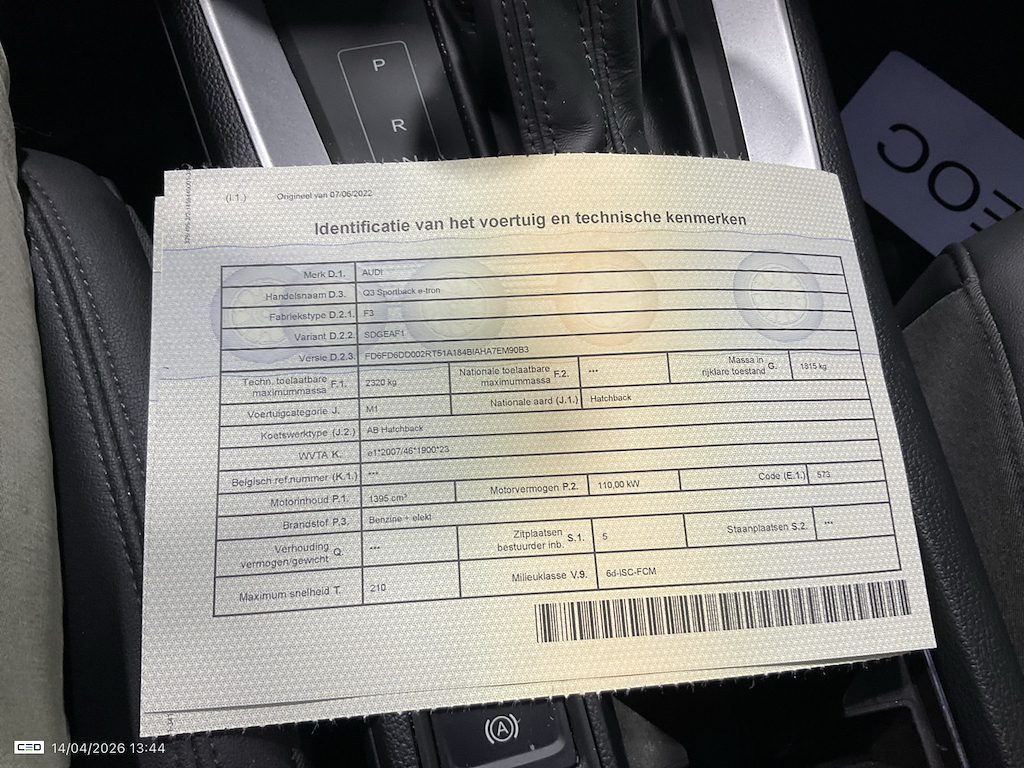 P
R
N
EOC
(I.1.) Origineel van 07/06/2022
Identificatie van het voertuig en technische kenmerken
Merk D.1. AUDI
Handelsnaam D.3. Q3 Sportback e-tron
Fabriekstype D.2.1. F3
Variant D.2.2. SDGEAF1
Versie D.2.3. FD6FD6DD002RT51A184BIAHA7EM90B3
Techn. toelaatbare maximummassa F.1. 2320 kg Nationale toelaatbare maximummassa F.2. *** Massa in rijklare toestand G. 1815 kg
Voertuigcategorie J. M1 Nationale aard (J.1.) Hatchback
Koetswerktype (J.2.) AB Hatchback
WVTA K. e1*2007/46*1900*23
Belgisch ref.nummer (K.1.) ***
Motorinhoud P.1. 1395 cm³ Motorvermogen P.2. 110,00 kW Code (E.1.) 573
Brandstof P.3. Benzine + elekt
Verhouding vermogen/gewicht Q. *** Zitplaatsen bestuurder inb. S.1. 5 Staanplaatsen S.2. ***
Maximum snelheid T. 210 Milieuklasse V.9. 6d-ISC-FCM
(A)
CEO 14/04/2026 13:44